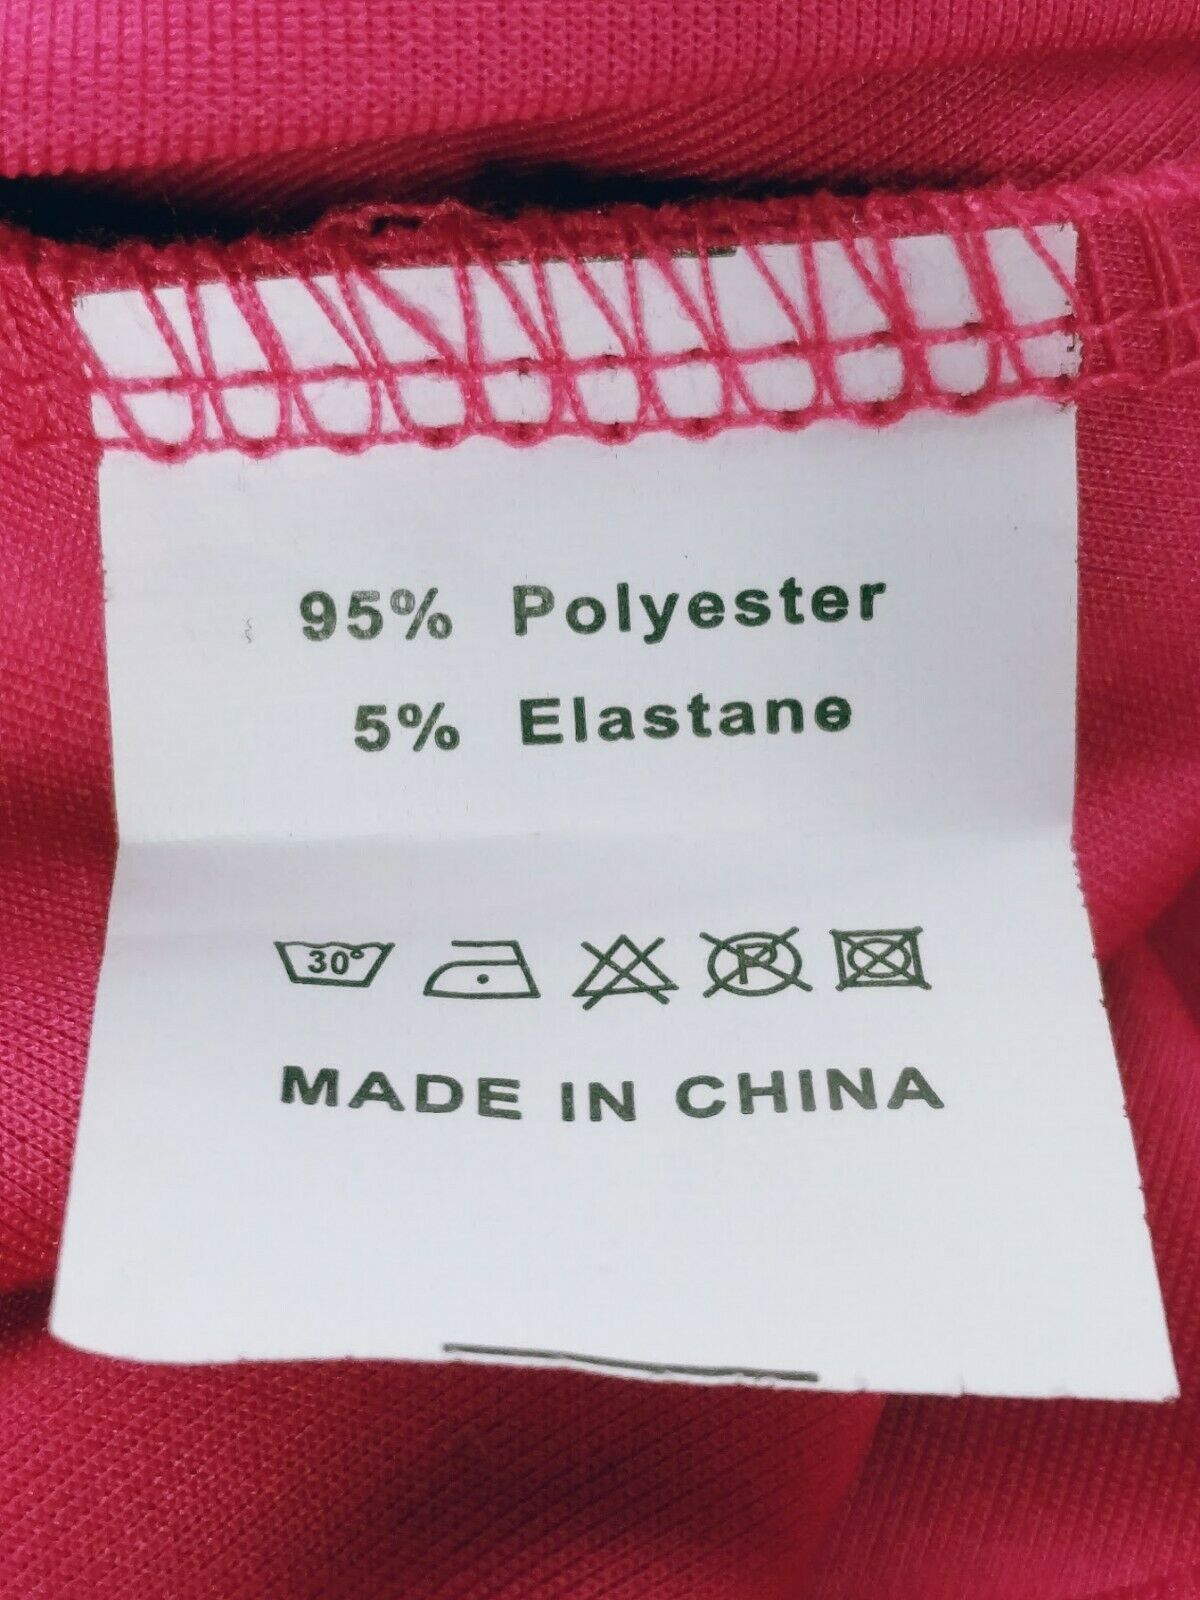 95% Polyester
5% Elastane
30° P
MADE IN CHINA